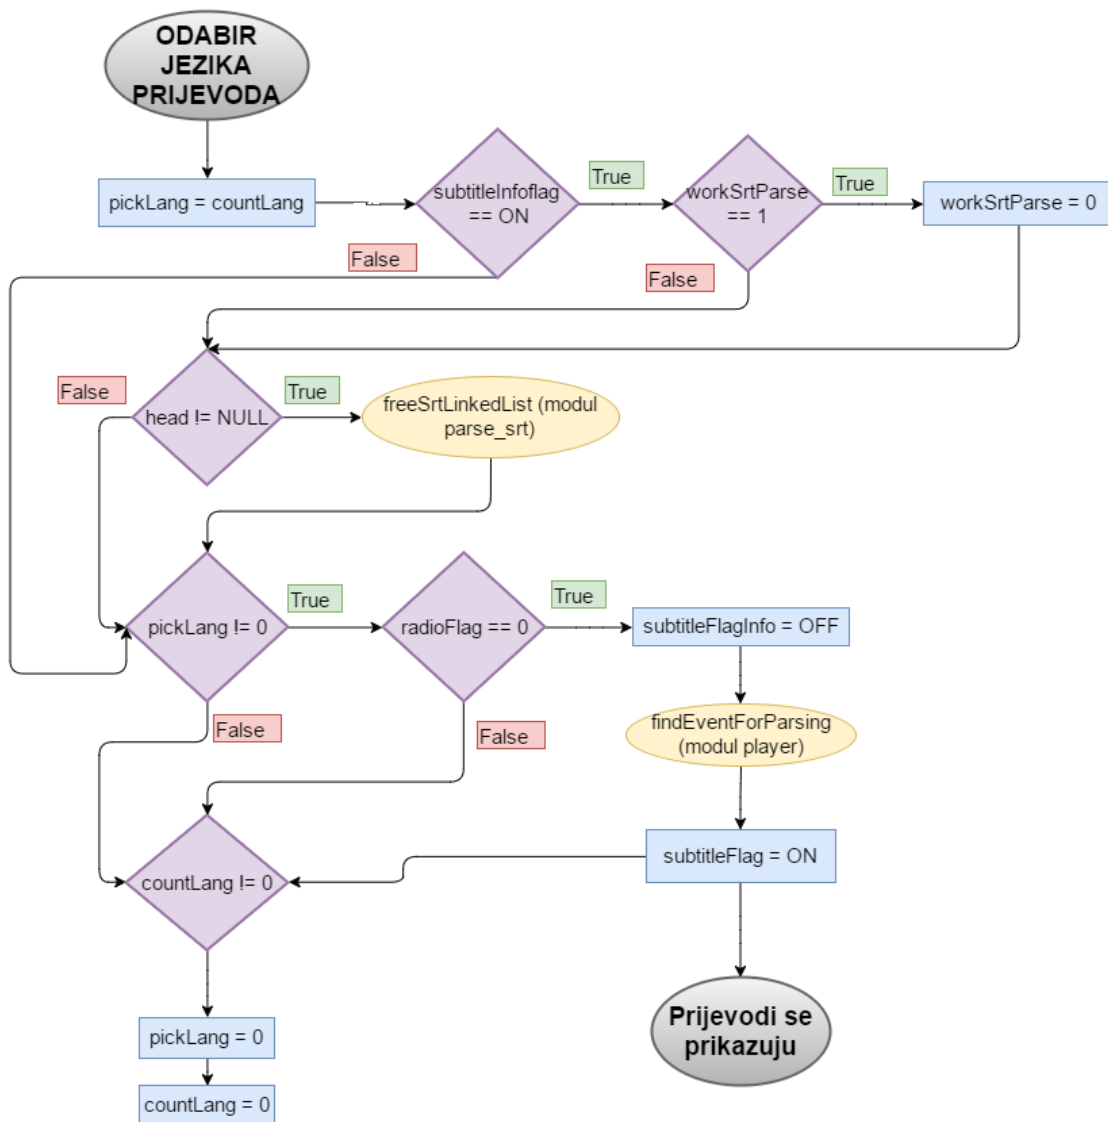 ODABIR
JEZIKA
PRIJEVODA
pickLang = countLang
subtitleInfoflag
== ON
True
workSrtParse
== 1
True
workSrtParse = 0
False
False
False
head != NULL
True
freeSrtLinkedList (modul
parse_srt)
pickLang != 0
True
radioFlag == 0
True
subtitleFlagInfo = OFF
False
False
findEventForParsing
(modul player)
countLang != 0
subtitleFlag = ON
pickLang = 0
countLang = 0
Prijevodi se
prikazuju